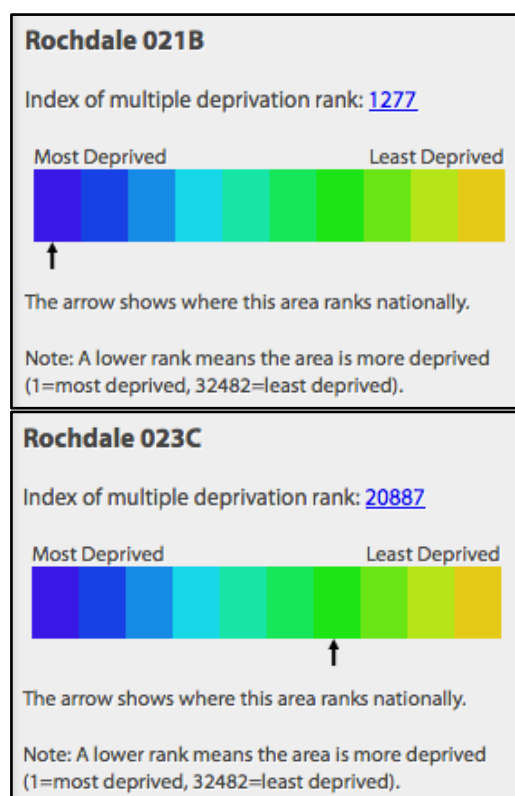 Rochdale 021B
Index of multiple deprivation rank: 1277
Most Deprived Least Deprived
The arrow shows where this area ranks nationally.
Note: A lower rank means the area is more deprived
(1=most deprived, 32482=least deprived).
Rochdale 023C
Index of multiple deprivation rank: 20887
Most Deprived Least Deprived
The arrow shows where this area ranks nationally.
Note: A lower rank means the area is more deprived
(1=most deprived, 32482=least deprived).